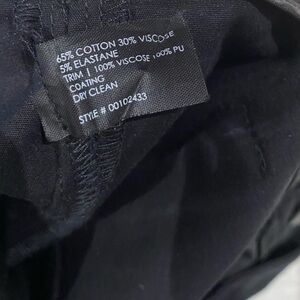 65% COTTON 30% VISCOSE
5% ELASTANE
TRIM | 100% VISCOSE 100% PU
COATING
DRY CLEAN
STYLE # 00102433